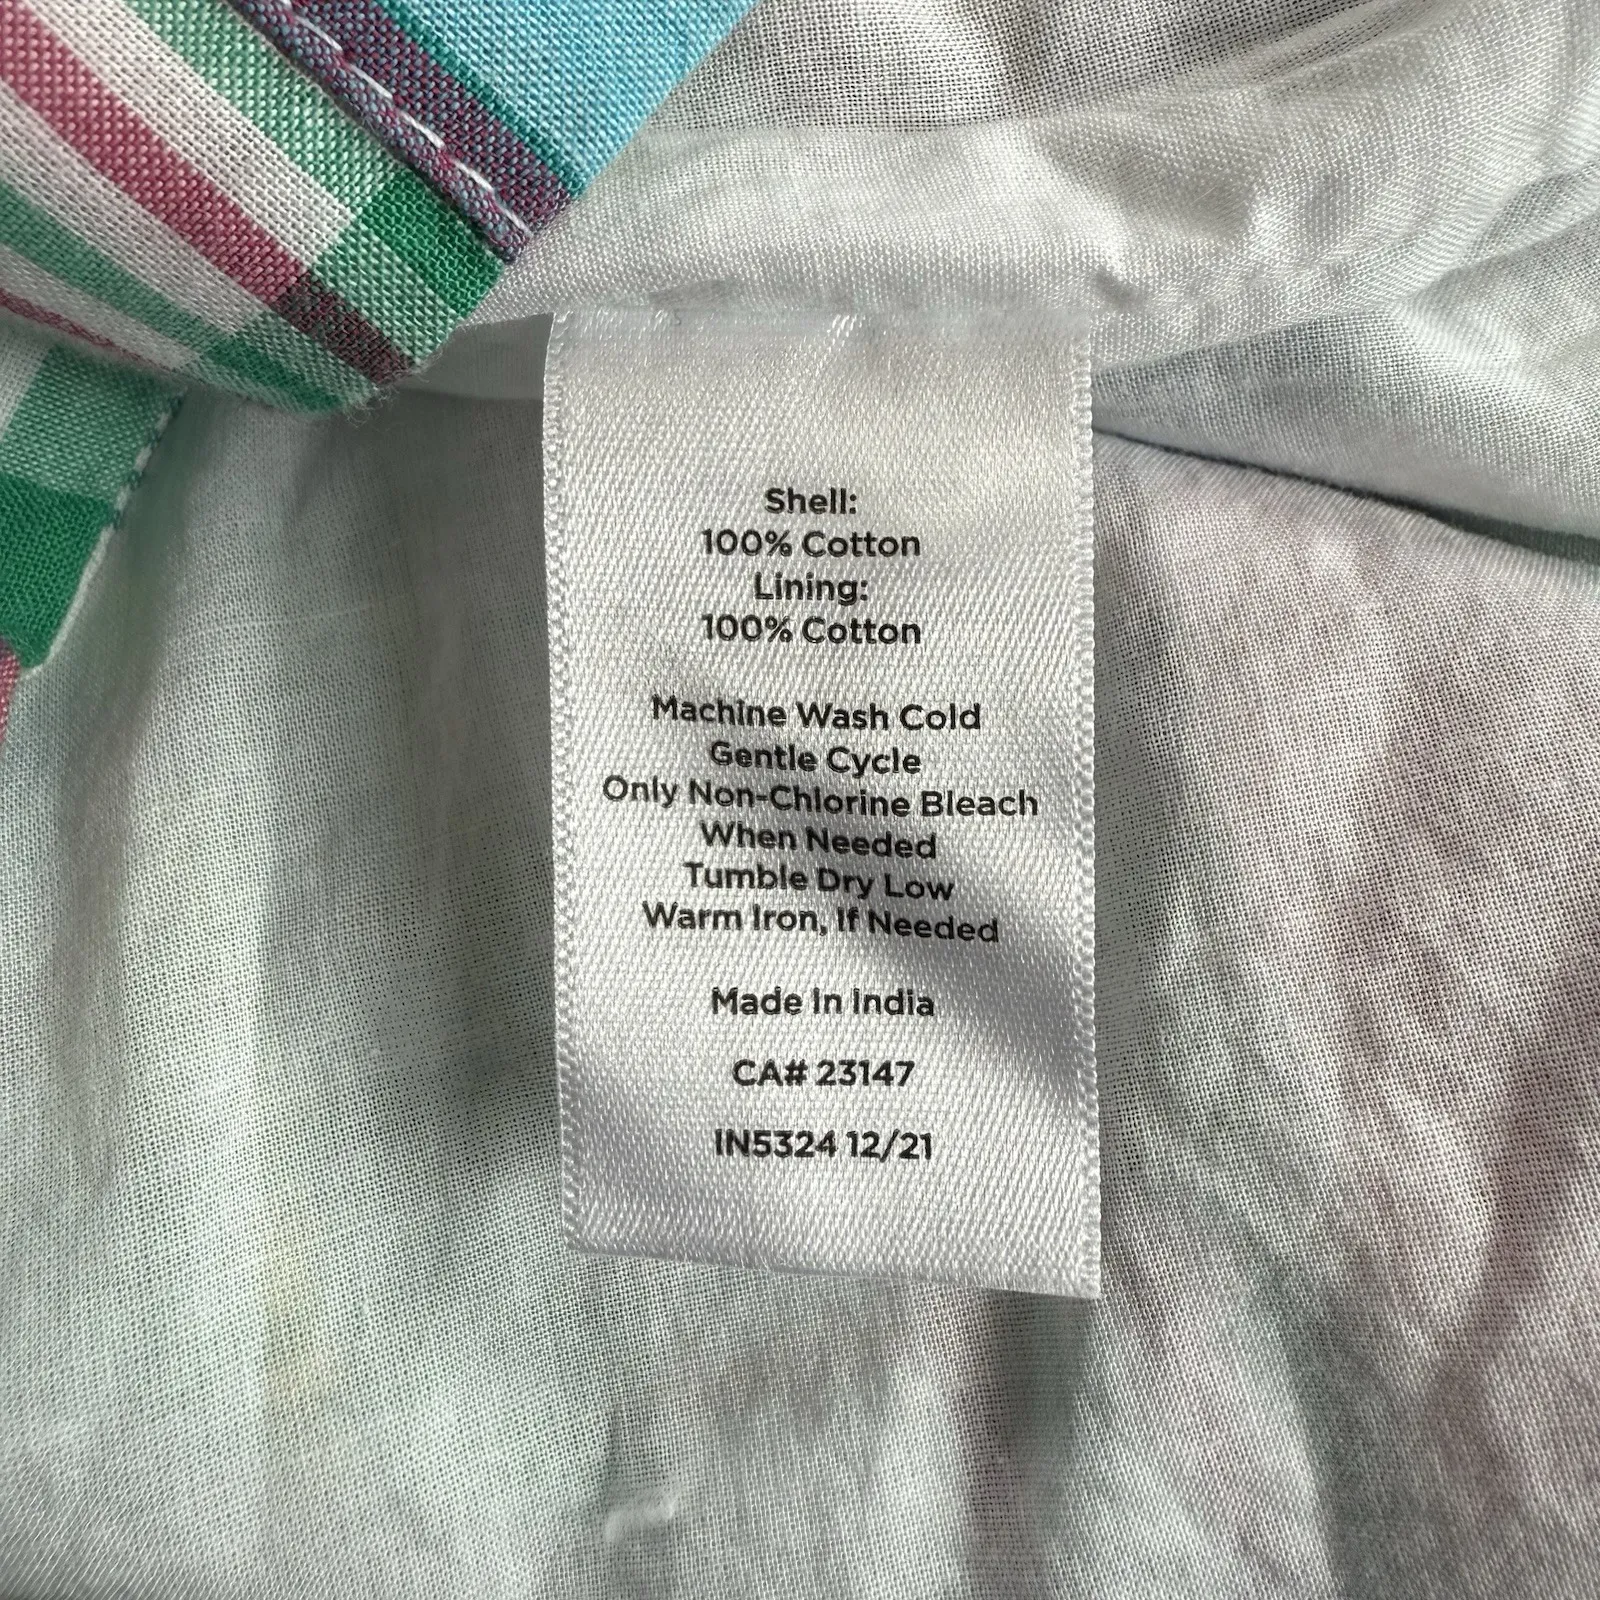 Shell:
100% Cotton
Lining:
100% Cotton
Machine Wash Cold
Gentle Cycle
Only Non-Chlorine Bleach
When Needed
Tumble Dry Low
Warm Iron, If Needed
Made In India
CA# 23147
IN5324 12/21